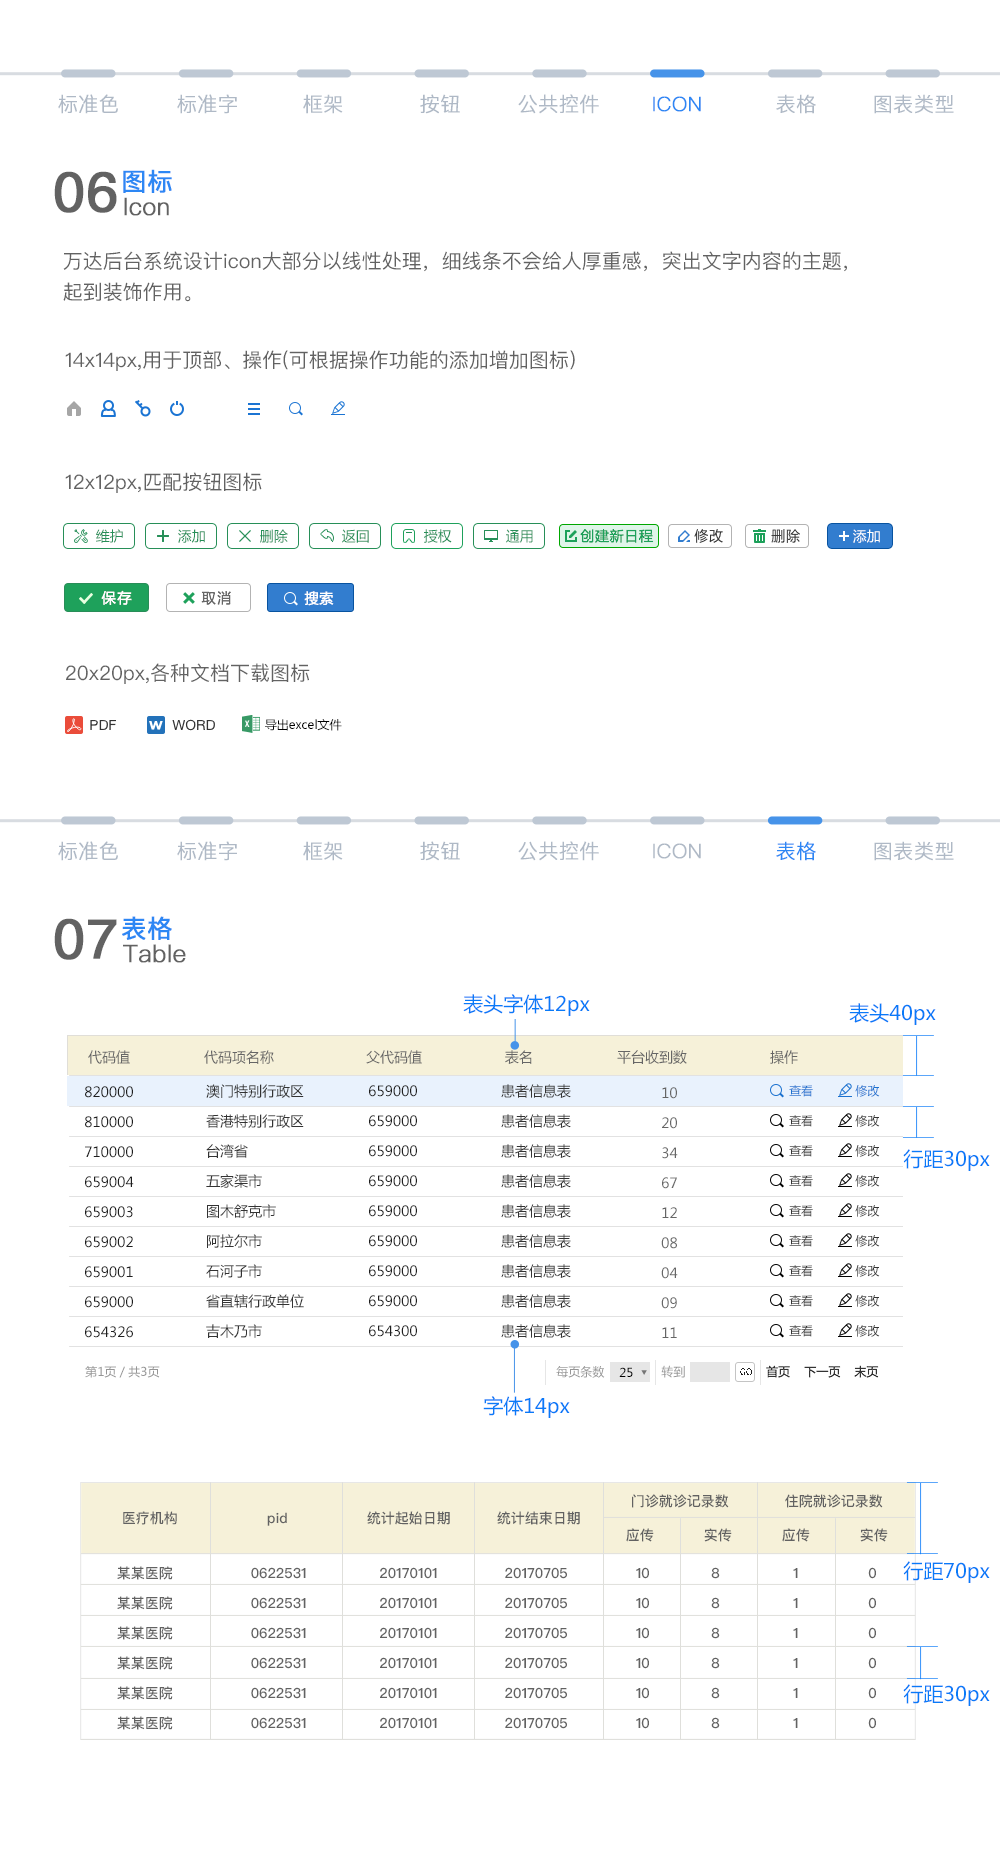 标准色 标准字 框架 按钮 公共控件 ICON 表格 图表类型
06 图标
Icon
万达后台系统设计icon大部分以线性处理，细线条不会给人厚重感，突出文字内容的主题，
起到装饰作用。
14x14px,用于顶部、操作(可根据操作功能的添加增加图标)
12x12px,匹配按钮图标
维护 添加 删除 返回 授权 通用 创建新日程 修改 删除 添加
保存 取消 搜索
20x20px,各种文档下载图标
PDF W WORD X 导出excel文件
标准色 标准字 框架 按钮 公共控件 ICON 表格 图表类型
07 表格
Table
表头字体12px
表头40px
代码值 代码项名称 父代码值 表名 平台收到数 操作
820000 澳门特别行政区 659000 患者信息表 10 查看 修改
810000 香港特别行政区 659000 患者信息表 20 查看 修改
710000 台湾省 659000 患者信息表 34 查看 修改
行距30px
659004 五家渠市 659000 患者信息表 67 查看 修改
659003 图木舒克市 659000 患者信息表 12 查看 修改
659002 阿拉尔市 659000 患者信息表 08 查看 修改
659001 石河子市 659000 患者信息表 04 查看 修改
659000 省直辖行政单位 659000 患者信息表 09 查看 修改
654326 吉木乃市 654300 患者信息表 11 查看 修改
第1页 / 共3页 每页条数 25 转到 GO 首页 下一页 末页
字体14px
医疗机构 pid 统计起始日期 统计结束日期 门诊就诊记录数 住院就诊记录数
应传 实传 应传 实传
某某医院 0622531 20170101 20170705 10 8 1 0
行距70px
某某医院 0622531 20170101 20170705 10 8 1 0
某某医院 0622531 20170101 20170705 10 8 1 0
某某医院 0622531 20170101 20170705 10 8 1 0
某某医院 0622531 20170101 20170705 10 8 1 0
行距30px
某某医院 0622531 20170101 20170705 10 8 1 0